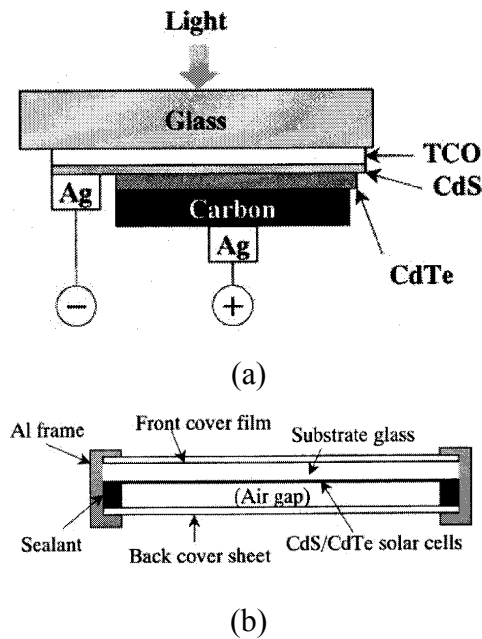 Light
Glass
TCO
CdS
Ag
Carbon
Ag
CdTe
− +
(a)
Al frame
Front cover film
Substrate glass
(Air gap)
Sealant
Back cover sheet
CdS/CdTe solar cells
(b)